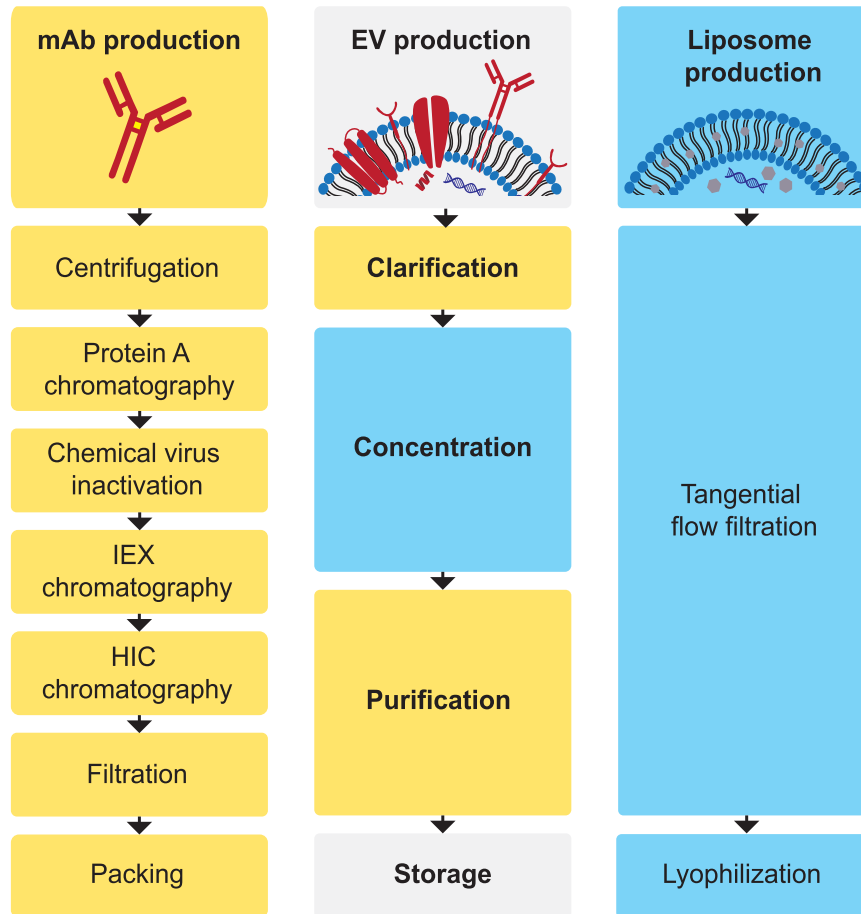 mAb production
Centrifugation
Protein A
chromatography
Chemical virus
inactivation
IEX
chromatography
HIC
chromatography
Filtration
Packing
EV production
Clarification
Concentration
Purification
Storage
Liposome
production
Tangential
flow filtration
Lyophilization